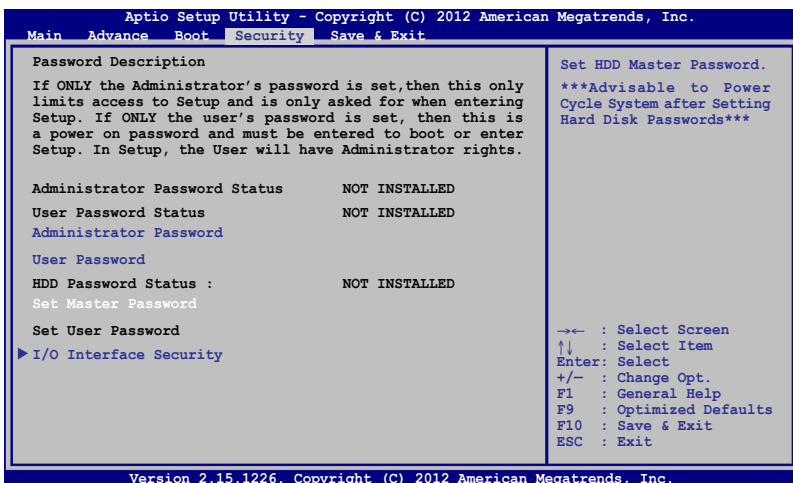 Aptio Setup Utility - Copyright (C) 2012 American Megatrends, Inc.
Main Advance Boot Security Save & Exit
Password Description
If ONLY the Administrator's password is set,then this only
limits access to Setup and is only asked for when entering
Setup. If ONLY the user's password is set, then this is
a power on password and must be entered to boot or enter
Setup. In Setup, the User will have Administrator rights.
Administrator Password Status NOT INSTALLED
User Password Status NOT INSTALLED
Administrator Password
User Password
HDD Password Status : NOT INSTALLED
Set Master Password
Set User Password
I/O Interface Security
Set HDD Master Password.
***Advisable to Power
Cycle System after Setting
Hard Disk Passwords***
→← : Select Screen
↑↓ : Select Item
Enter: Select
+/— : Change Opt.
F1 : General Help
F9 : Optimized Defaults
F10 : Save & Exit
ESC : Exit
Version 2.15.1226. Copyright (C) 2012 American Megatrends, Inc.